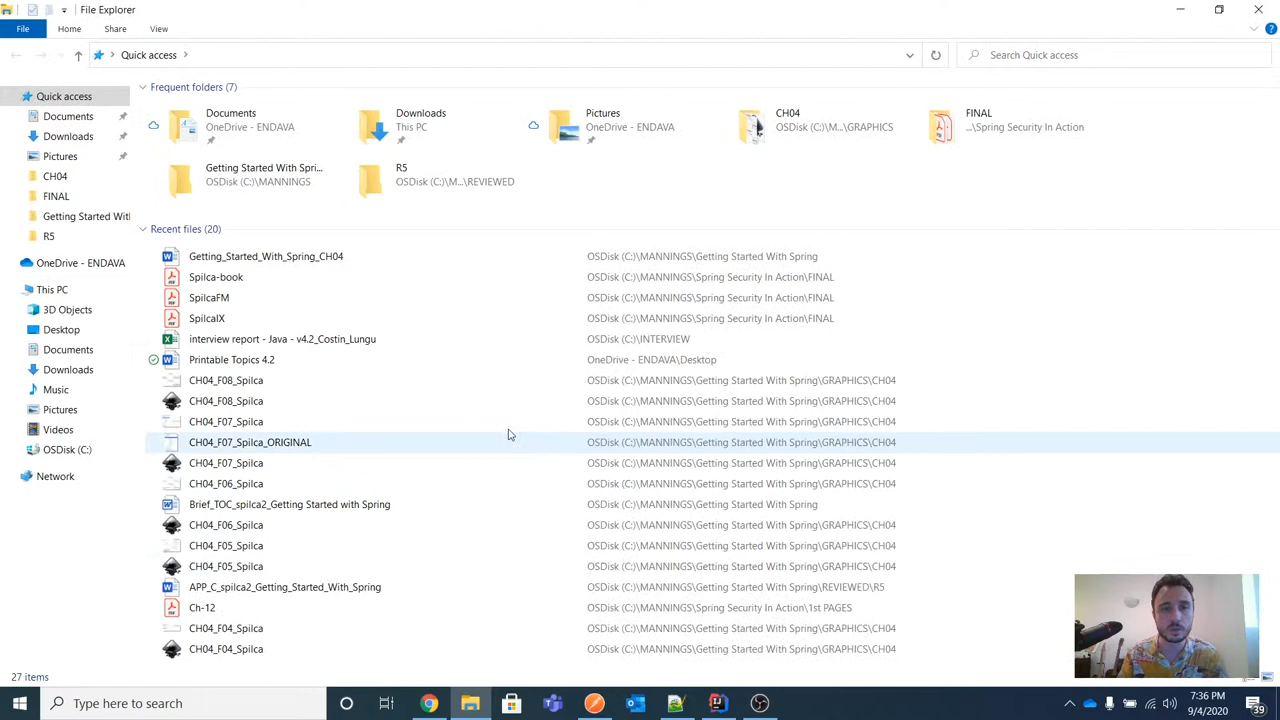 File Explorer
File Home Share View
Quick access
Search Quick access
Quick access
Documents
Downloads
Pictures
CH04
FINAL
Getting Started With
R5
OneDrive - ENDAVA
This PC
3D Objects
Desktop
Documents
Downloads
Music
Pictures
Videos
OSDisk (C:)
Network
Frequent folders (7)
Documents
OneDrive - ENDAVA
Downloads
This PC
Pictures
OneDrive - ENDAVA
CH04
OSDisk (C:)\M...\GRAPHICS
FINAL
...\Spring Security In Action
Getting Started With Spri...
OSDisk (C:)\MANNINGS
R5
OSDisk (C:)\M...\REVIEWED
Recent files (20)
Getting_Started_With_Spring_CH04 OSDisk (C:)\MANNINGS\Getting Started With Spring
Spilca-book OSDisk (C:)\MANNINGS\Spring Security In Action\FINAL
SpilcaFM OSDisk (C:)\MANNINGS\Spring Security In Action\FINAL
SpilcaIX OSDisk (C:)\MANNINGS\Spring Security In Action\FINAL
interview report - Java - v4.2_Costin_Lungu OSDisk (C:)\INTERVIEW
Printable Topics 4.2 OneDrive - ENDAVA\Desktop
CH04_F08_Spilca OSDisk (C:)\MANNINGS\Getting Started With Spring\GRAPHICS\CH04
CH04_F08_Spilca OSDisk (C:)\MANNINGS\Getting Started With Spring\GRAPHICS\CH04
CH04_F07_Spilca OSDisk (C:)\MANNINGS\Getting Started With Spring\GRAPHICS\CH04
CH04_F07_Spilca_ORIGINAL OSDisk (C:)\MANNINGS\Getting Started With Spring\GRAPHICS\CH04
CH04_F07_Spilca OSDisk (C:)\MANNINGS\Getting Started With Spring\GRAPHICS\CH04
CH04_F06_Spilca OSDisk (C:)\MANNINGS\Getting Started With Spring\GRAPHICS\CH04
Brief_TOC_spilca2_Getting Started with Spring OSDisk (C:)\MANNINGS\Getting Started With Spring
CH04_F06_Spilca OSDisk (C:)\MANNINGS\Getting Started With Spring\GRAPHICS\CH04
CH04_F05_Spilca OSDisk (C:)\MANNINGS\Getting Started With Spring\GRAPHICS\CH04
CH04_F05_Spilca OSDisk (C:)\MANNINGS\Getting Started With Spring\GRAPHICS\CH04
APP_C_spilca2_Getting_Started_With_Spring OSDisk (C:)\MANNINGS\Getting Started With Spring\REVIEWED\R5
Ch-12 OSDisk (C:)\MANNINGS\Spring Security In Action\1st PAGES
CH04_F04_Spilca OSDisk (C:)\MANNINGS\Getting Started With Spring\GRAPHICS\CH04
CH04_F04_Spilca OSDisk (C:)\MANNINGS\Getting Started With Spring\GRAPHICS\CH04
27 items
Type here to search
7:36 PM
9/4/2020
39